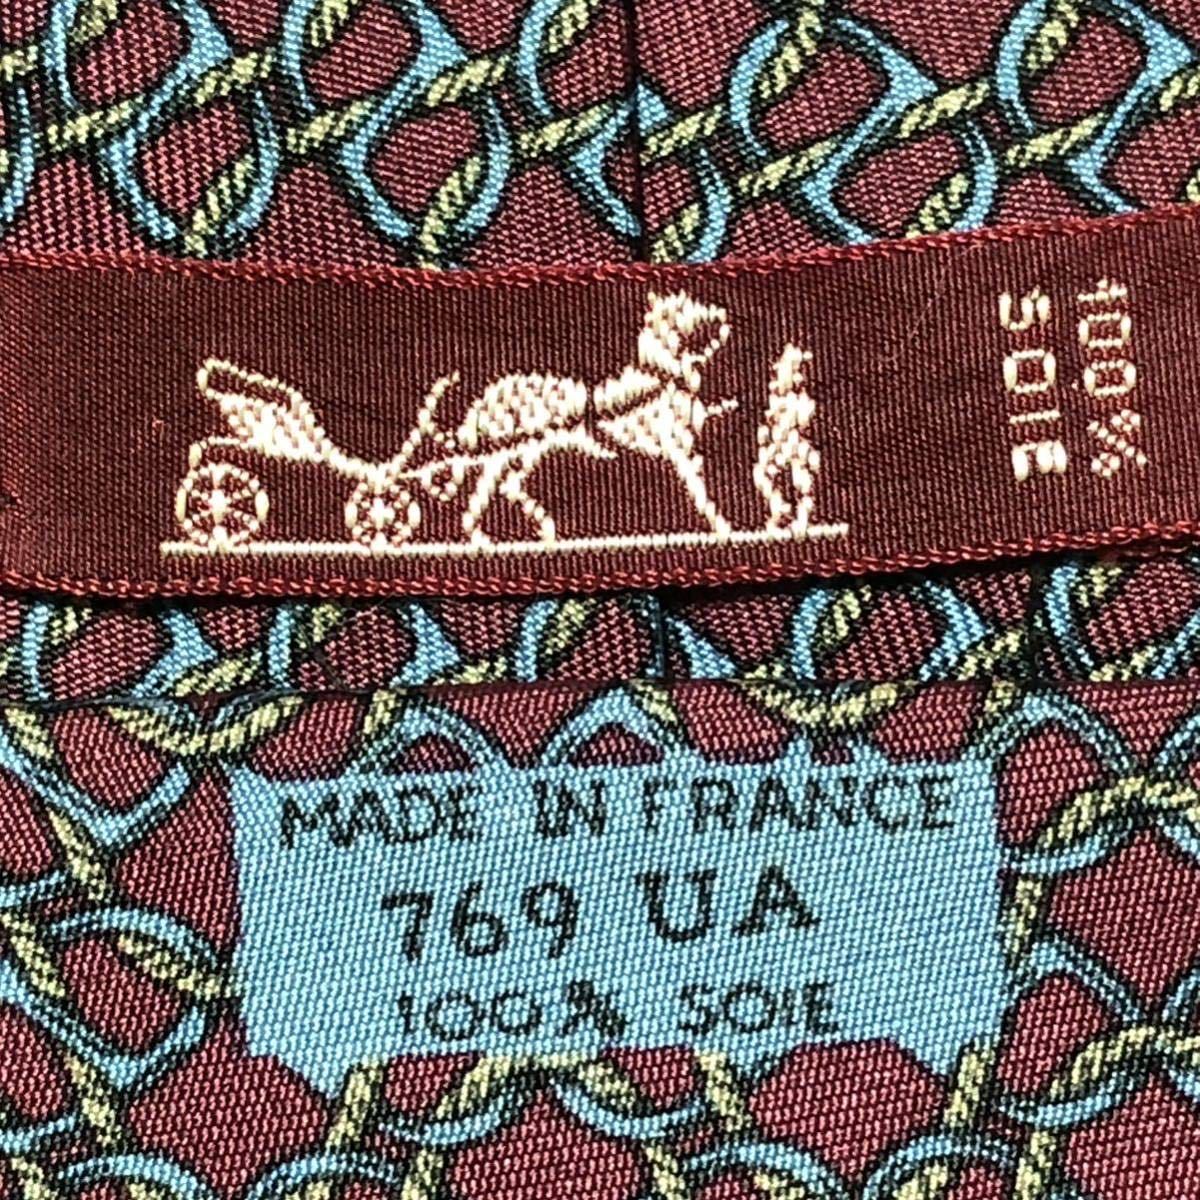 100%
SOIE
MADE IN FRANCE
769 UA
100% SOIE